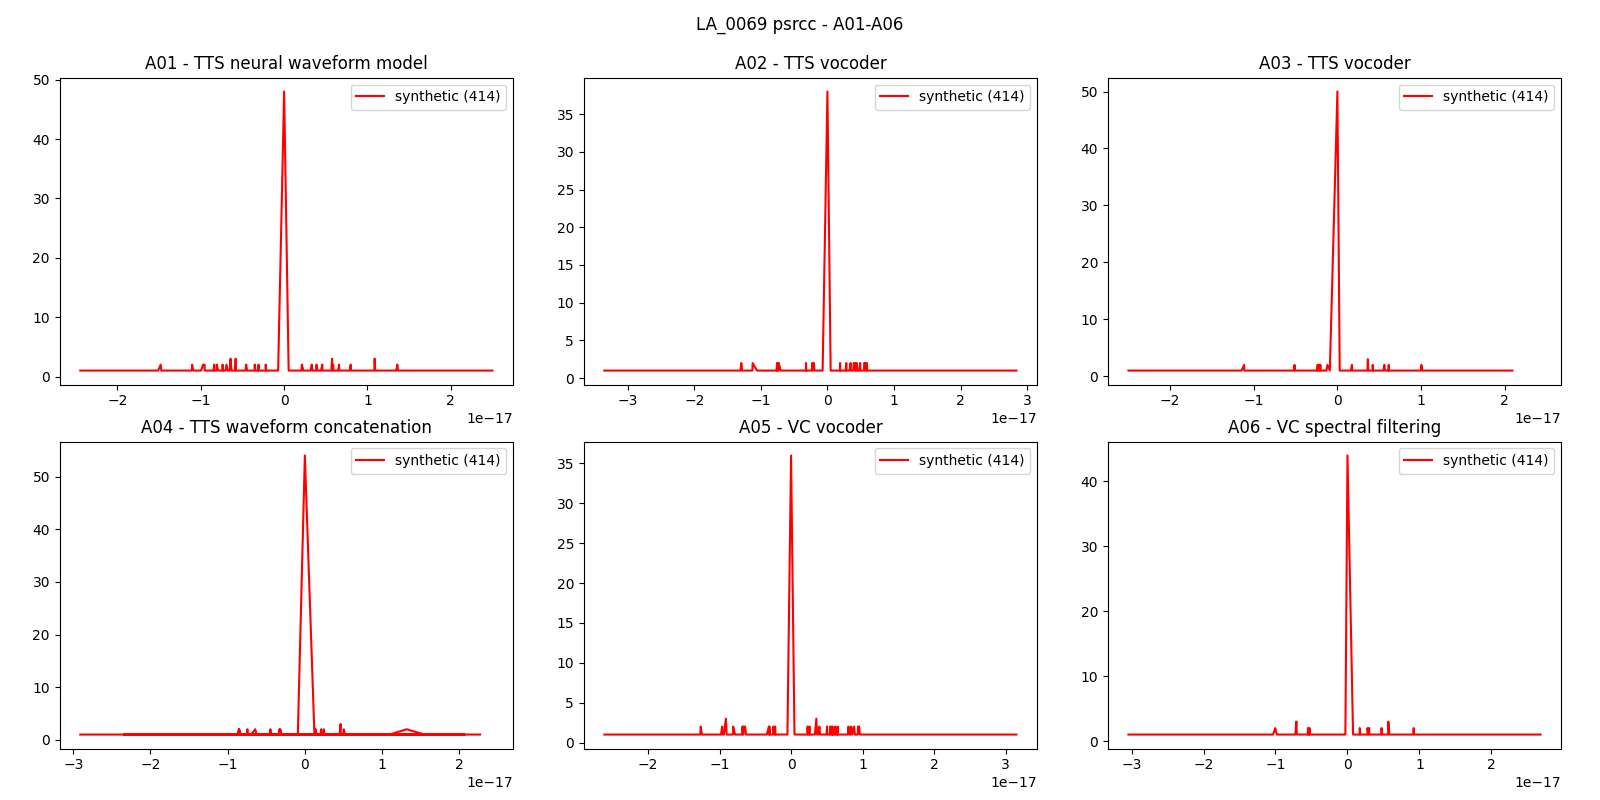 LA_0069 psrcc - A01-A06
A01 - TTS neural waveform model
50
40
30
20
10
0
synthetic (414)
−2 −1 0 1 2
1e−17
A02 - TTS vocoder
35
30
25
20
15
10
5
0
synthetic (414)
−3 −2 −1 0 1 2 3
1e−17
A03 - TTS vocoder
50
40
30
20
10
0
synthetic (414)
−2 −1 0 1 2
1e−17
A04 - TTS waveform concatenation
50
40
30
20
10
0
synthetic (414)
−3 −2 −1 0 1 2
1e−17
A05 - VC vocoder
35
30
25
20
15
10
5
0
synthetic (414)
−2 −1 0 1 2 3
1e−17
A06 - VC spectral filtering
40
30
20
10
0
synthetic (414)
−3 −2 −1 0 1 2
1e−17